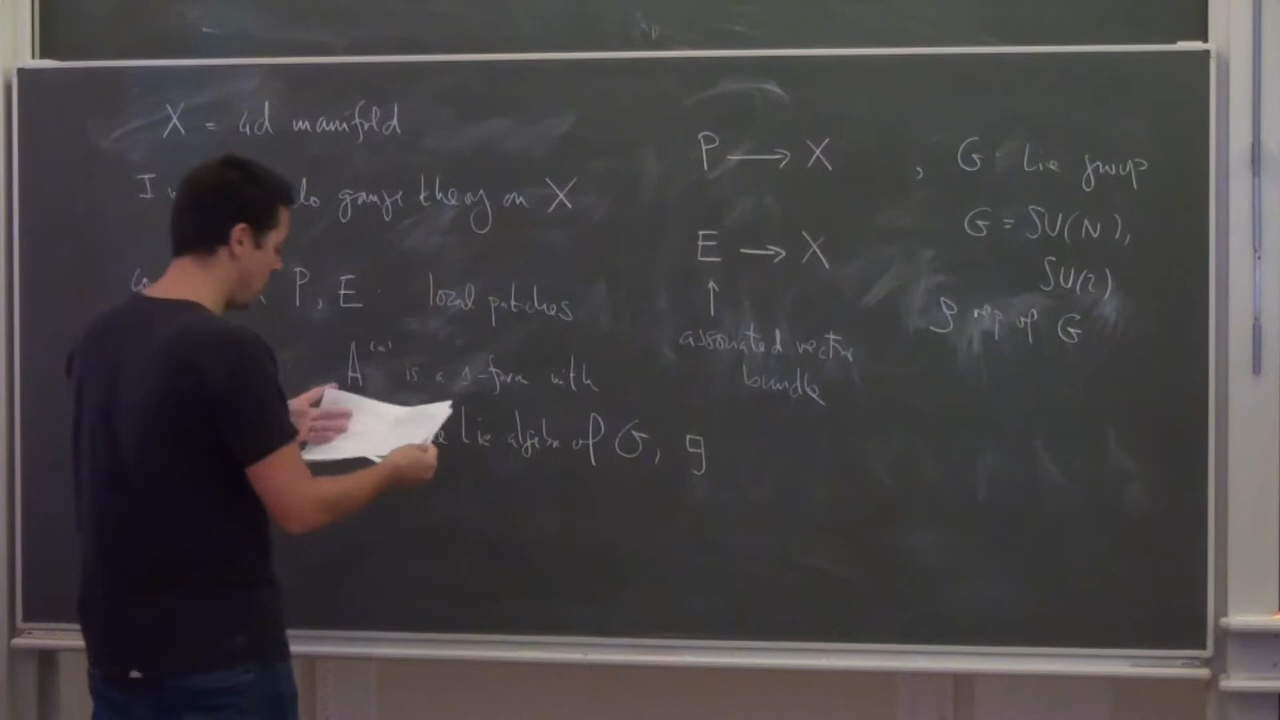 X = 4d manifold
I do gauge theory on X
P, E local patches
A^(α) is a 1-form with
Lie algebra of G, g
P → X , G Lie group
G = SU(N),
E → X
SU(2)
↑
ρ rep of G
associated vector
bundle